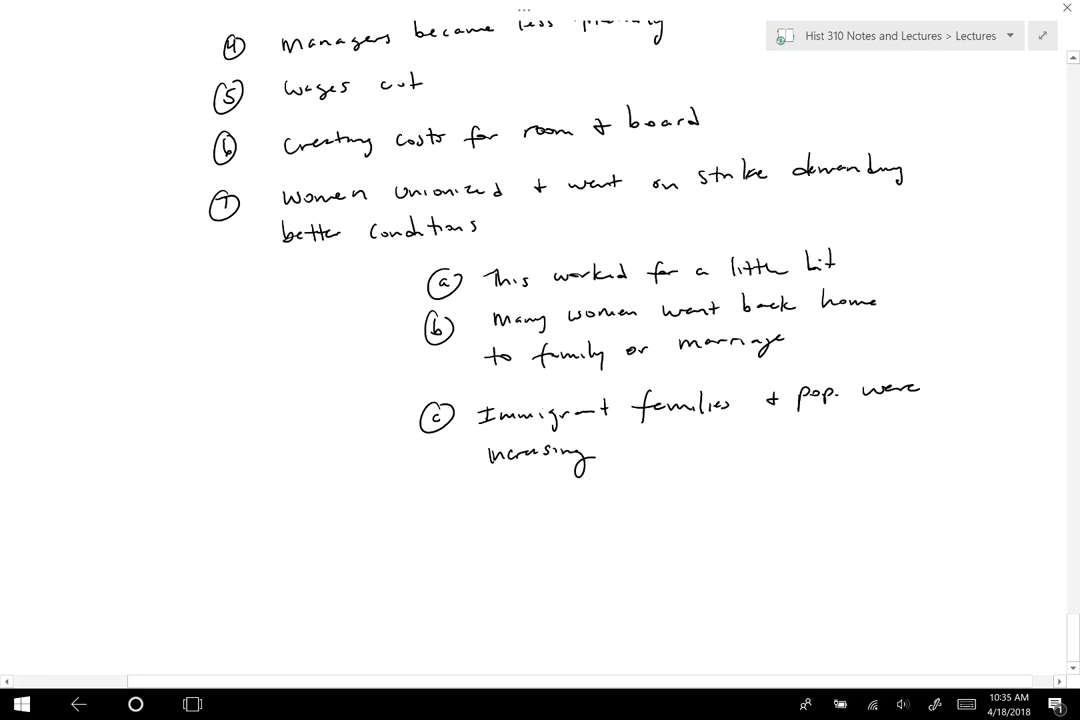 ④ Managers became less
Hist 310 Notes and Lectures > Lectures
⑤ Wages cut
⑥ Creating costs for room & board
⑦ Women unionized & went on strike demanding
better conditions
ⓐ This worked for a little bit
ⓑ Many women went back home
to family or marriage
ⓒ Immigrant families & pop. were
increasing
10:35 AM
4/18/2018
1